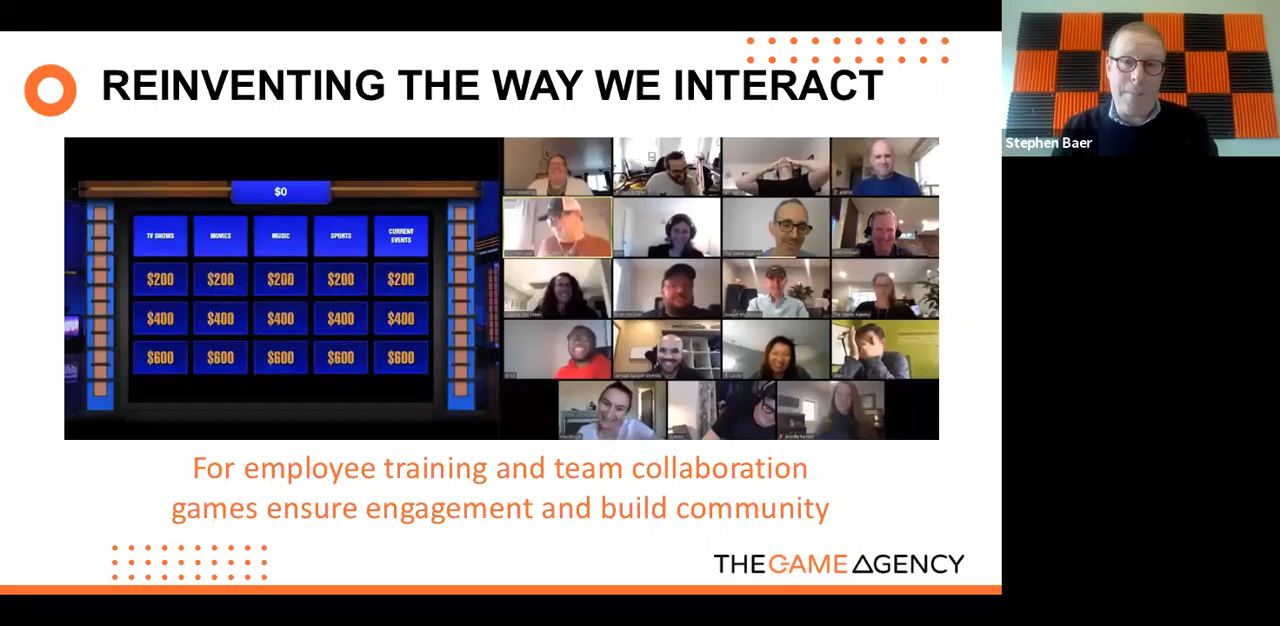 REINVENTING THE WAY WE INTERACT
Stephen Baer
$0
TV SHOWS MOVIES MUSIC SPORTS CURRENT EVENTS
$200 $200 $200 $200 $200
$400 $400 $400 $400 $400
$600 $600 $600 $600 $600
For employee training and team collaboration
games ensure engagement and build community
THE GAME AGENCY